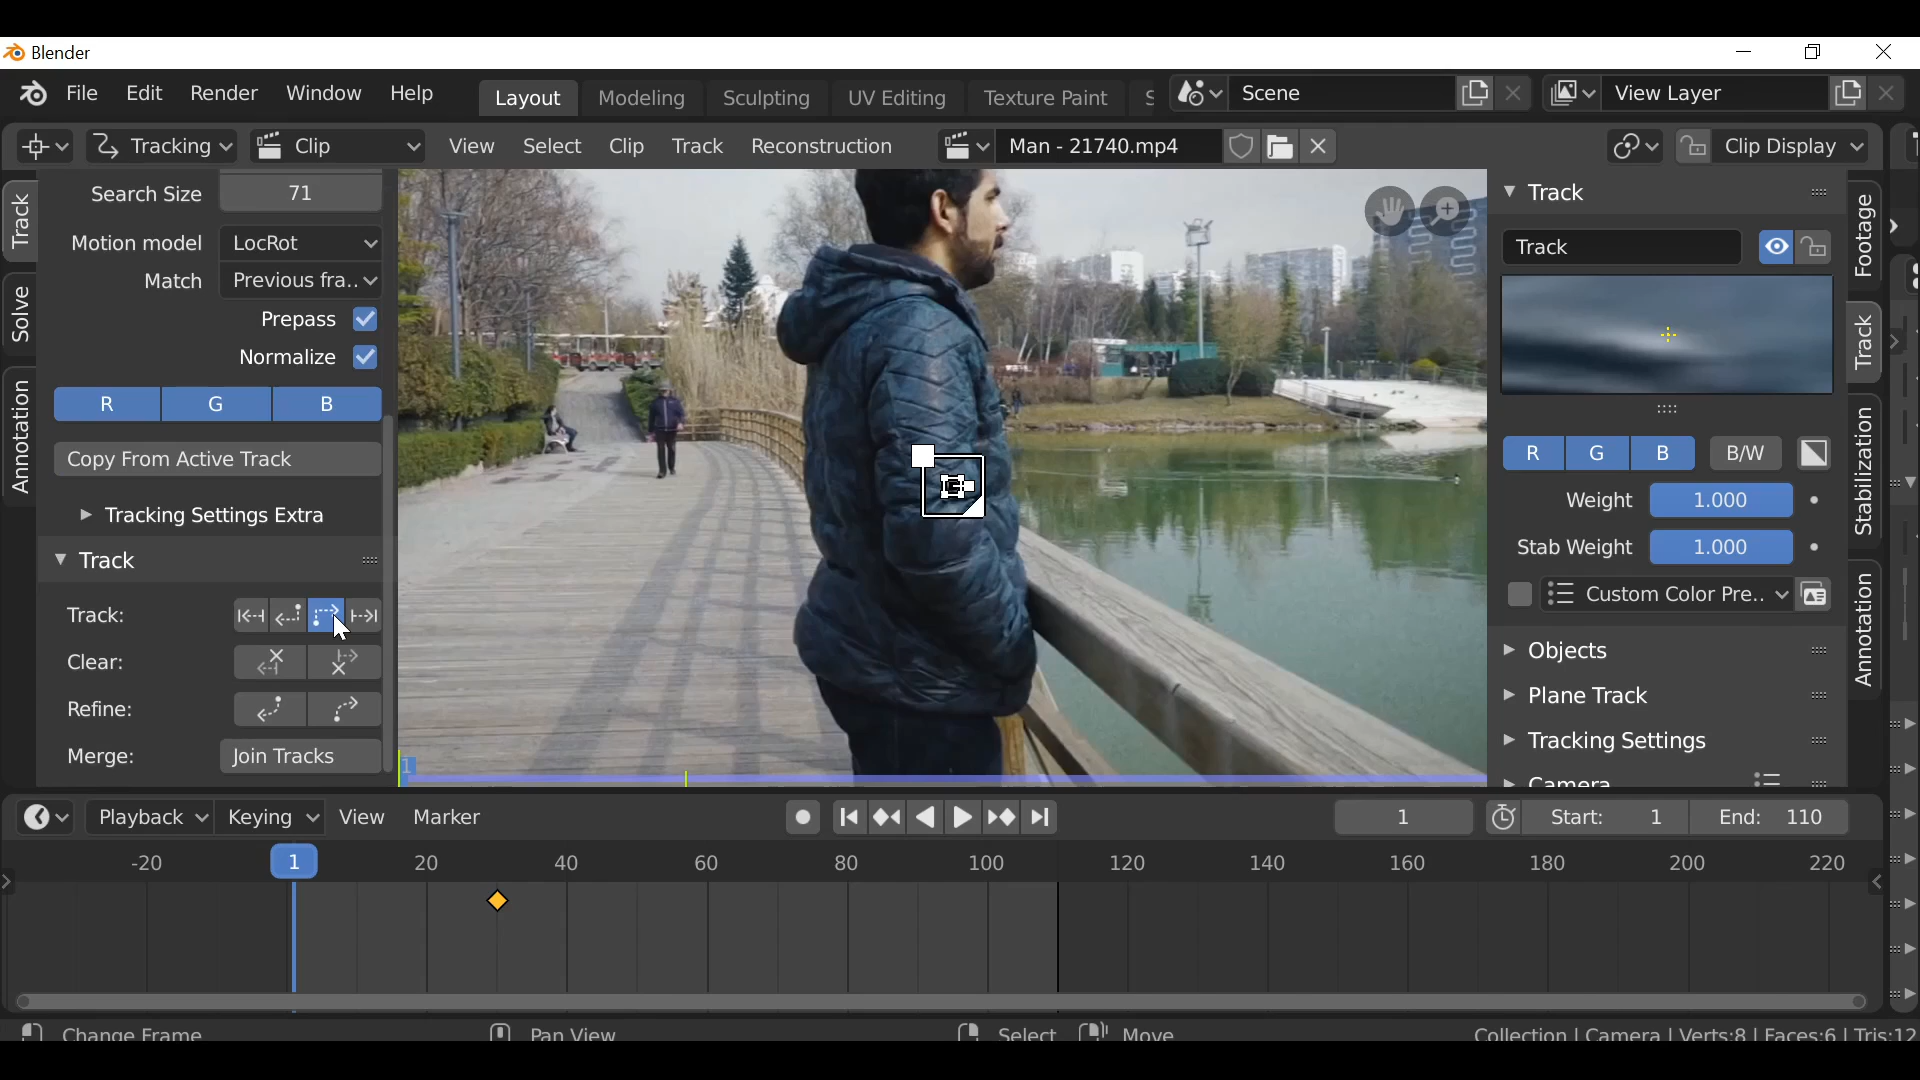 Blender
File Edit Render Window Help Layout Modeling Sculpting UV Editing Texture Paint S Scene View Layer
Tracking Clip View Select Clip Track Reconstruction Man - 21740.mp4 Clip Display
Track
Solve
Annotation
Search Size 71
Motion model LocRot
Match Previous fra..
Prepass
Normalize
R G B
Copy From Active Track
Tracking Settings Extra
Track
Track:
Clear:
Refine:
Merge: Join Tracks
1
Track
Track
R G B B/W
Weight 1.000
Stab Weight 1.000
Custom Color Pre..
Objects
Plane Track
Tracking Settings
Camera
Footage
Track
Stabilization
Annotation
Playback Keying View Marker 1 Start: 1 End: 110
-20 1 20 40 60 80 100 120 140 160 180 200 220
Change Frame Pan View Select Move Collection | Camera | Verts:8 | Faces:6 | Tris:12